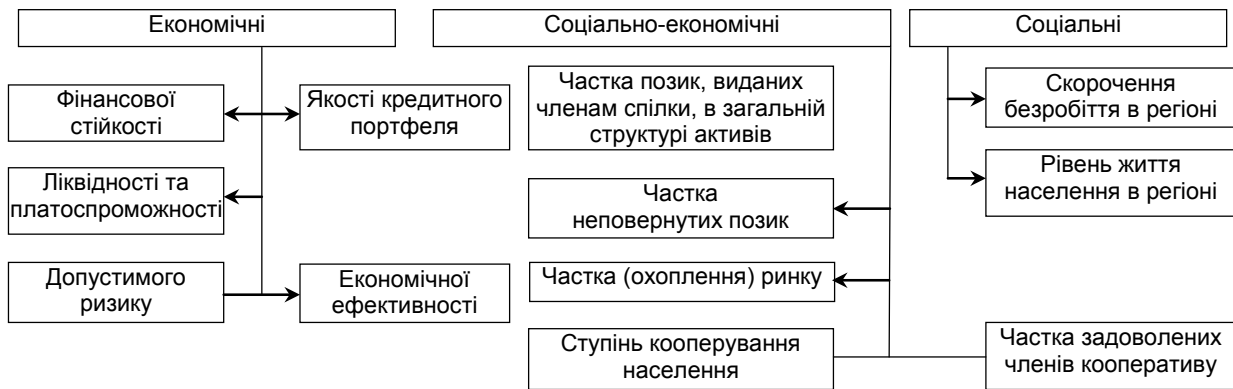 Економічні
Соціально-економічні
Соціальні
Фінансової
стійкості
Якості кредитного
портфеля
Частка позик, виданих
членам спілки, в загальній
структурі активів
Скорочення
безробіття в регіоні
Ліквідності та
платоспроможності
Частка
неповернутих позик
Рівень життя
населення в регіоні
Допустимого
ризику
Економічної
ефективності
Частка (охоплення) ринку
Ступінь кооперування
населення
Частка задоволених
членів кооперативу